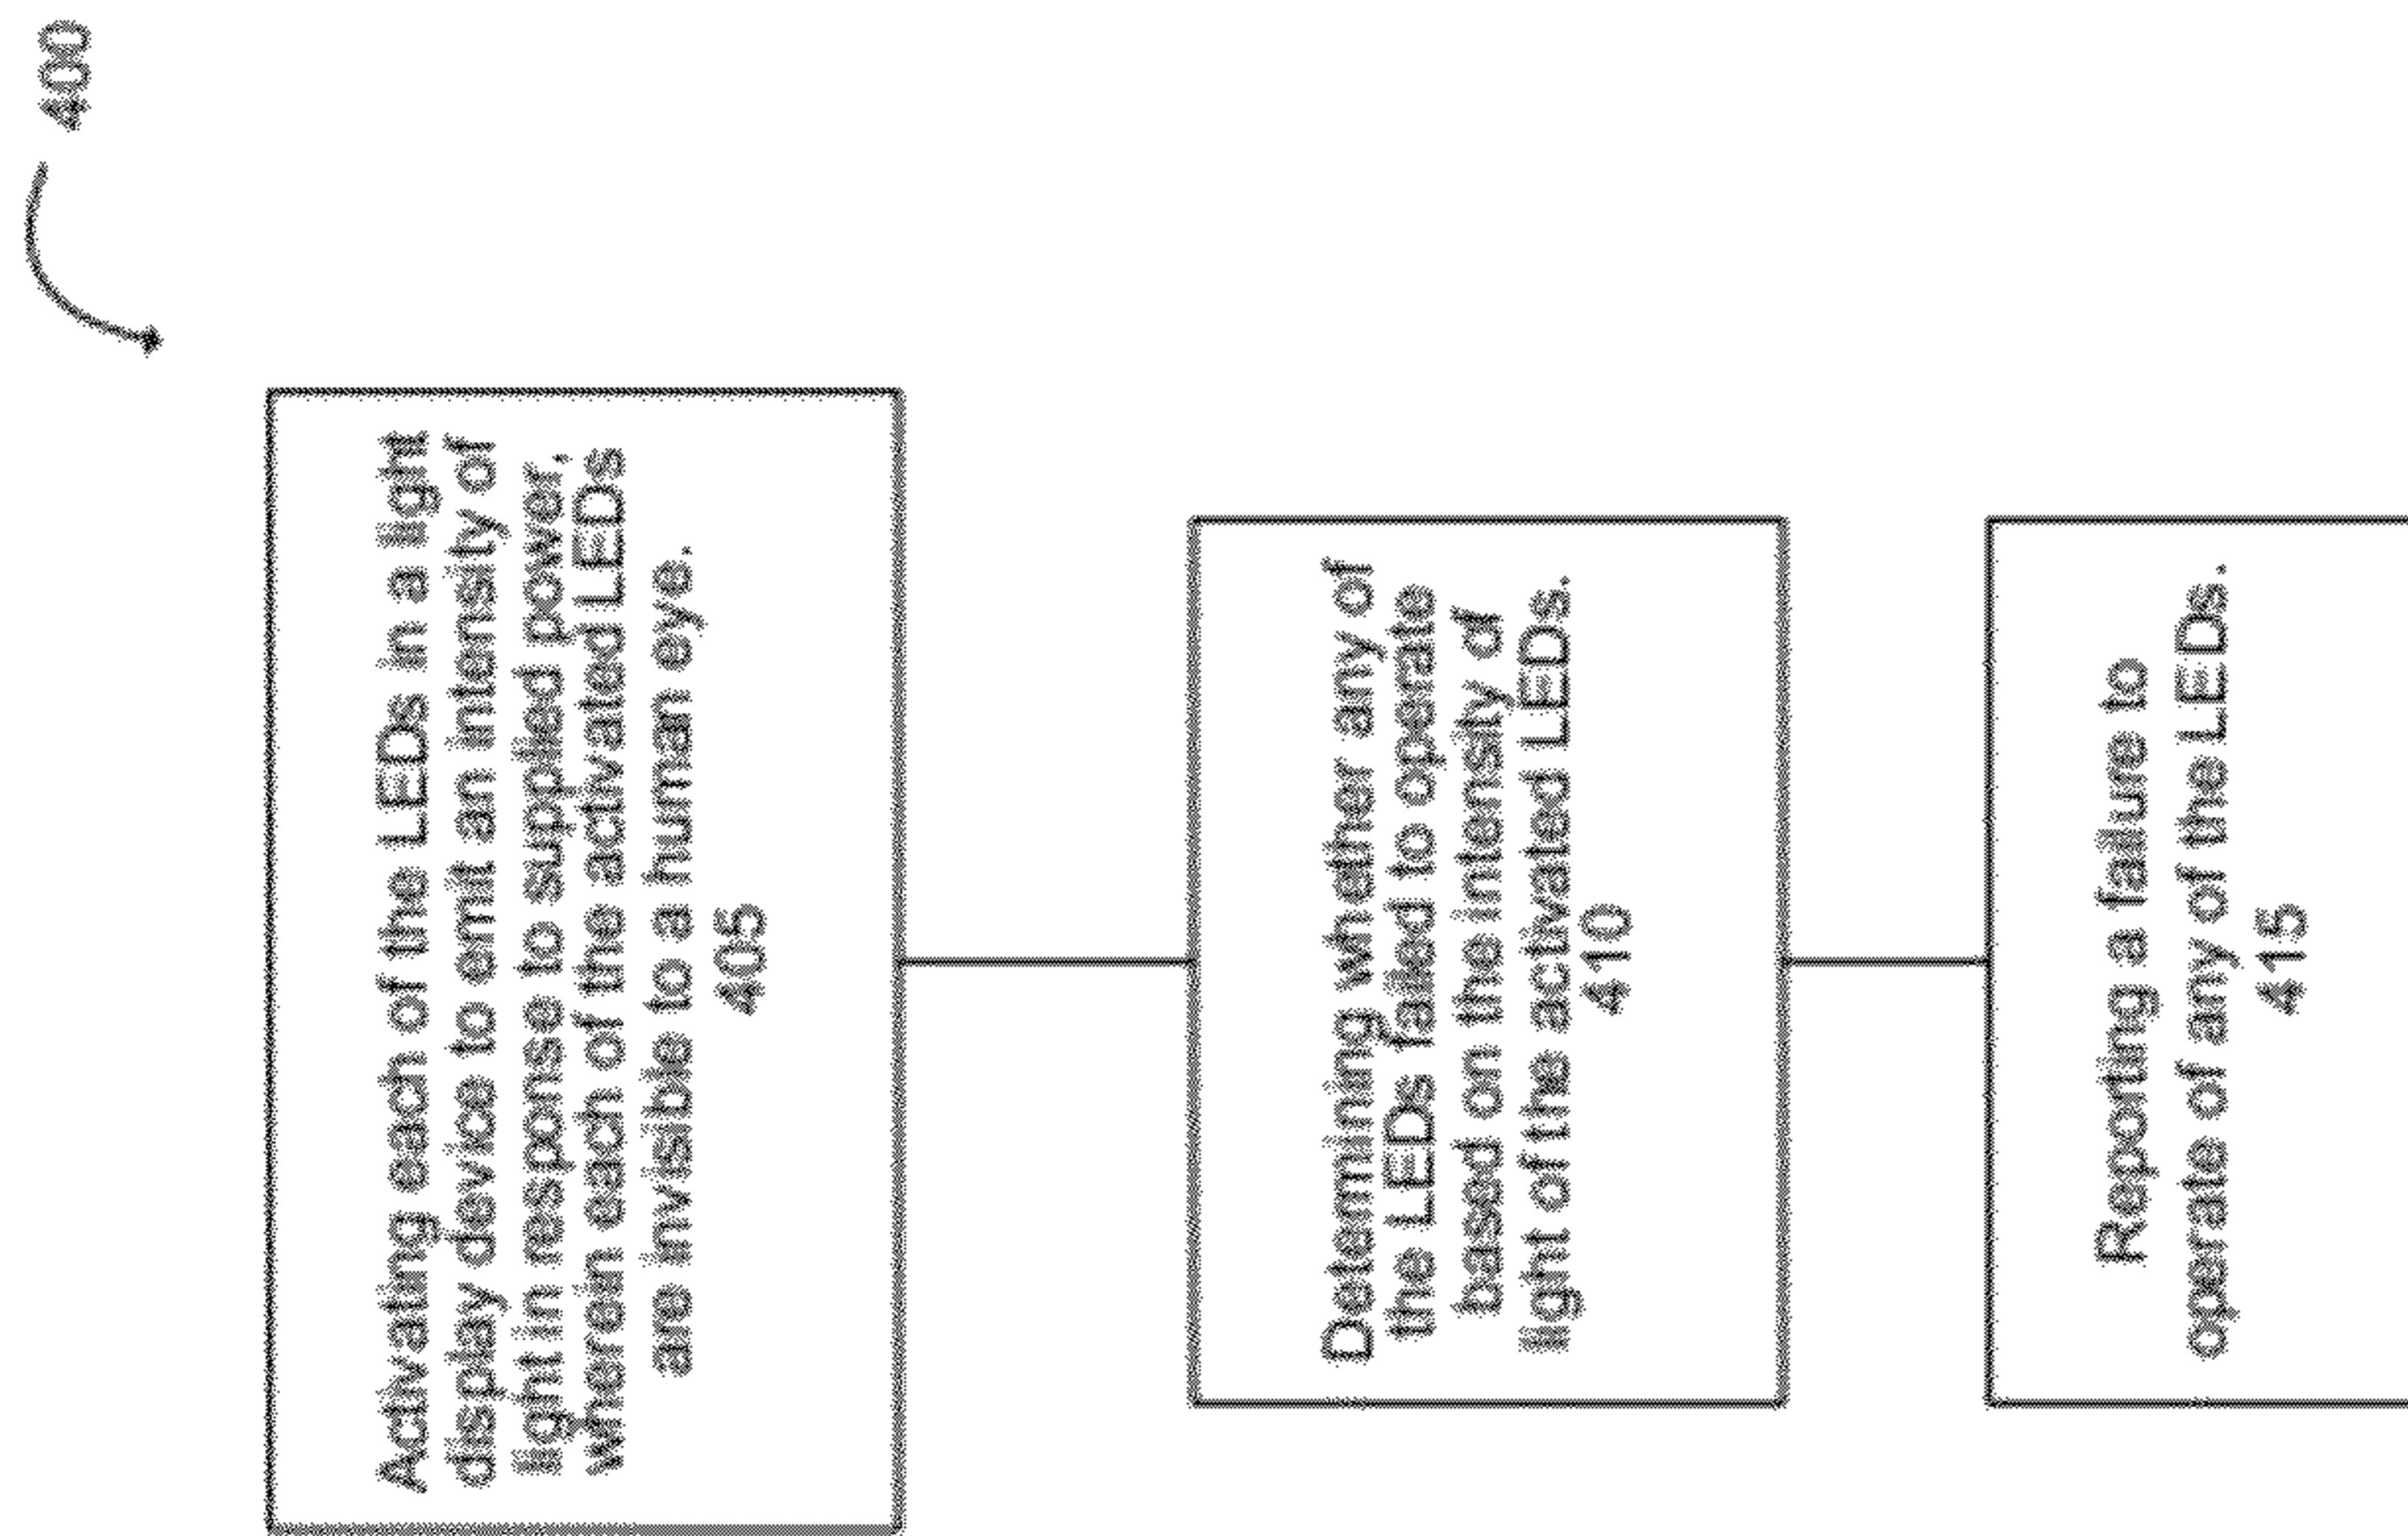 400
Activating each of the LEDs in a light
display device to emit an intensity of
light in response to supplied power,
wheren each of the activated LEDs
are invisible to a human eye.
405
Determining whether any of
the LEDs failed to operate
based on the intensity of
light of the activated LEDs.
410
Reporting a failure to
operate of any of the LEDs.
415